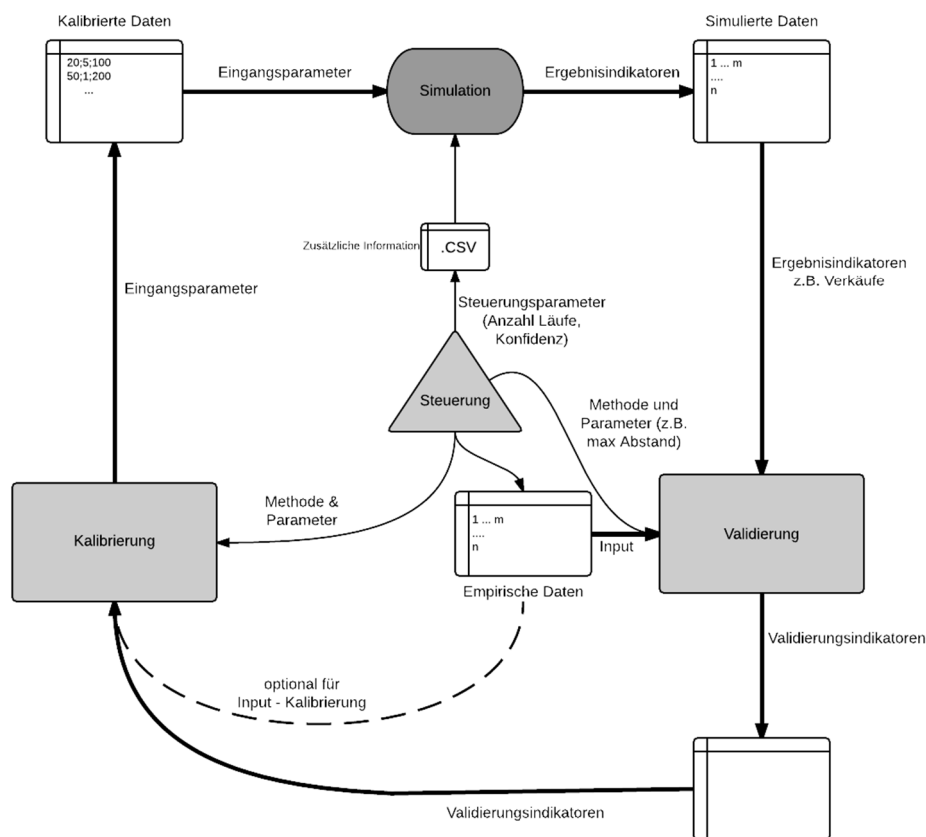 Kalibrierte Daten
Simulierte Daten
20;5;100
50;1;200
...
Eingangsparameter
Simulation
Ergebnisindikatoren
1 ... m
....
n
Zusätzliche Information
.CSV
Eingangsparameter
Ergebnisindikatoren
z.B. Verkäufe
Steuerungsparameter
(Anzahl Läufe,
Konfidenz)
Steuerung
Methode und
Parameter (z.B.
max Abstand)
Methode &
Parameter
Kalibrierung
1 ... m
....
n
Input
Validierung
Empirische Daten
Validierungsindikatoren
optional für
Input - Kalibrierung
Validierungsindikatoren